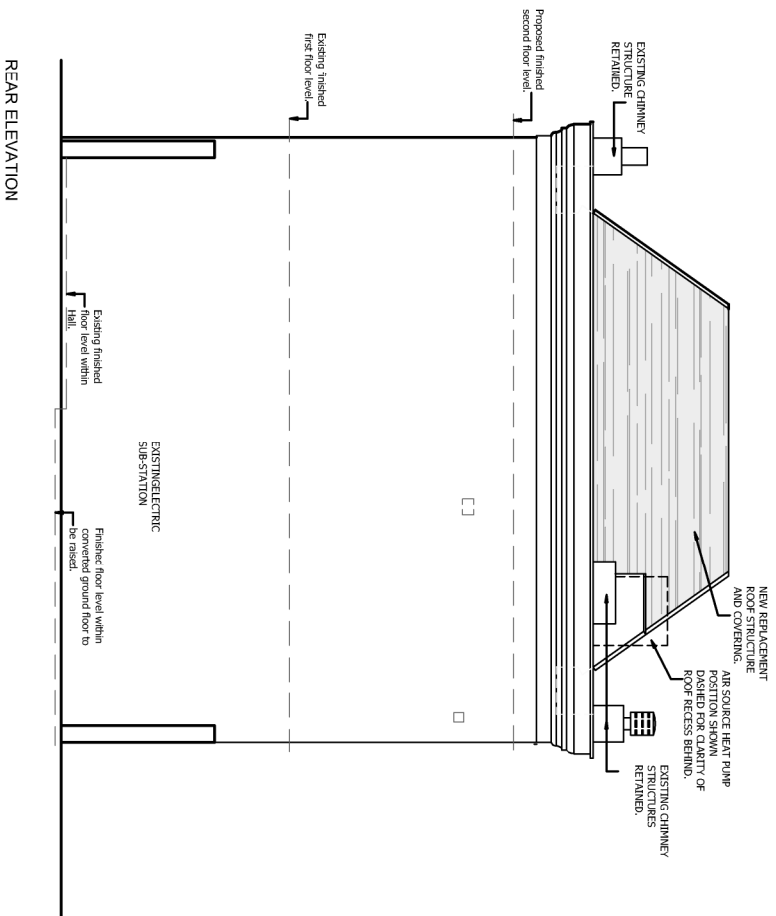 EXISTING CHIMNEY
STRUCTURE
RETAINED.
Proposed finished
second floor level.
Existing finished
first floor level.
NEW REPLACEMENT
ROOF STRUCTURE
AND COVERING.
AIR SOURCE HEAT PUMP
POSITION SHOWN
DASHED FOR CLARITY OF
ROOF RECESS BEHIND.
EXISTING CHIMNEY
STRUCTURES
RETAINED.
Existing finished
floor level within
Hall.
EXISTINGELECTRIC
SUB-STATION
Finished floor level within
converted ground floor to
be raised.
REAR ELEVATION